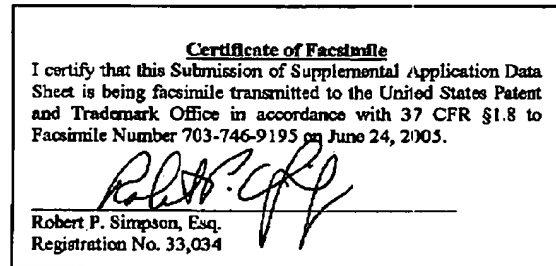 Certificate of Facsimile
I certify that this Submission of Supplemental Application Data
Sheet is being facsimile transmitted to the United States Patent
and Trademark Office in accordance with 37 CFR §1.8 to
Facsimile Number 703-746-9195 on June 24, 2005.
Robert P. Simpson, Esq.
Registration No. 33,034